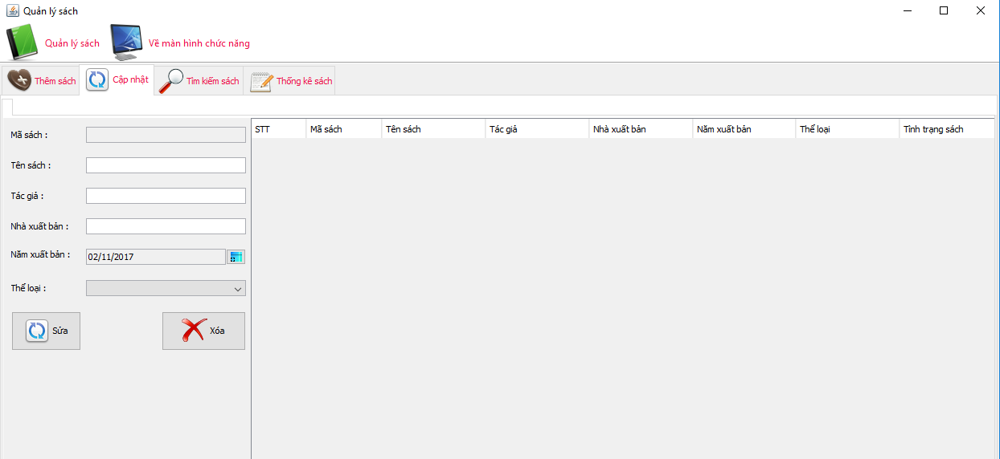 Quản lý sách
Quản lý sách Về màn hình chức năng
Thêm sách Cập nhật Tìm kiếm sách Thống kê sách
STT Mã sách Tên sách Tác giả Nhà xuất bản Năm xuất bản Thể loại Tình trạng sách
Mã sách :
Tên sách :
Tác giả :
Nhà xuất bản :
Năm xuất bản : 02/11/2017
Thể loại :
Sửa Xóa